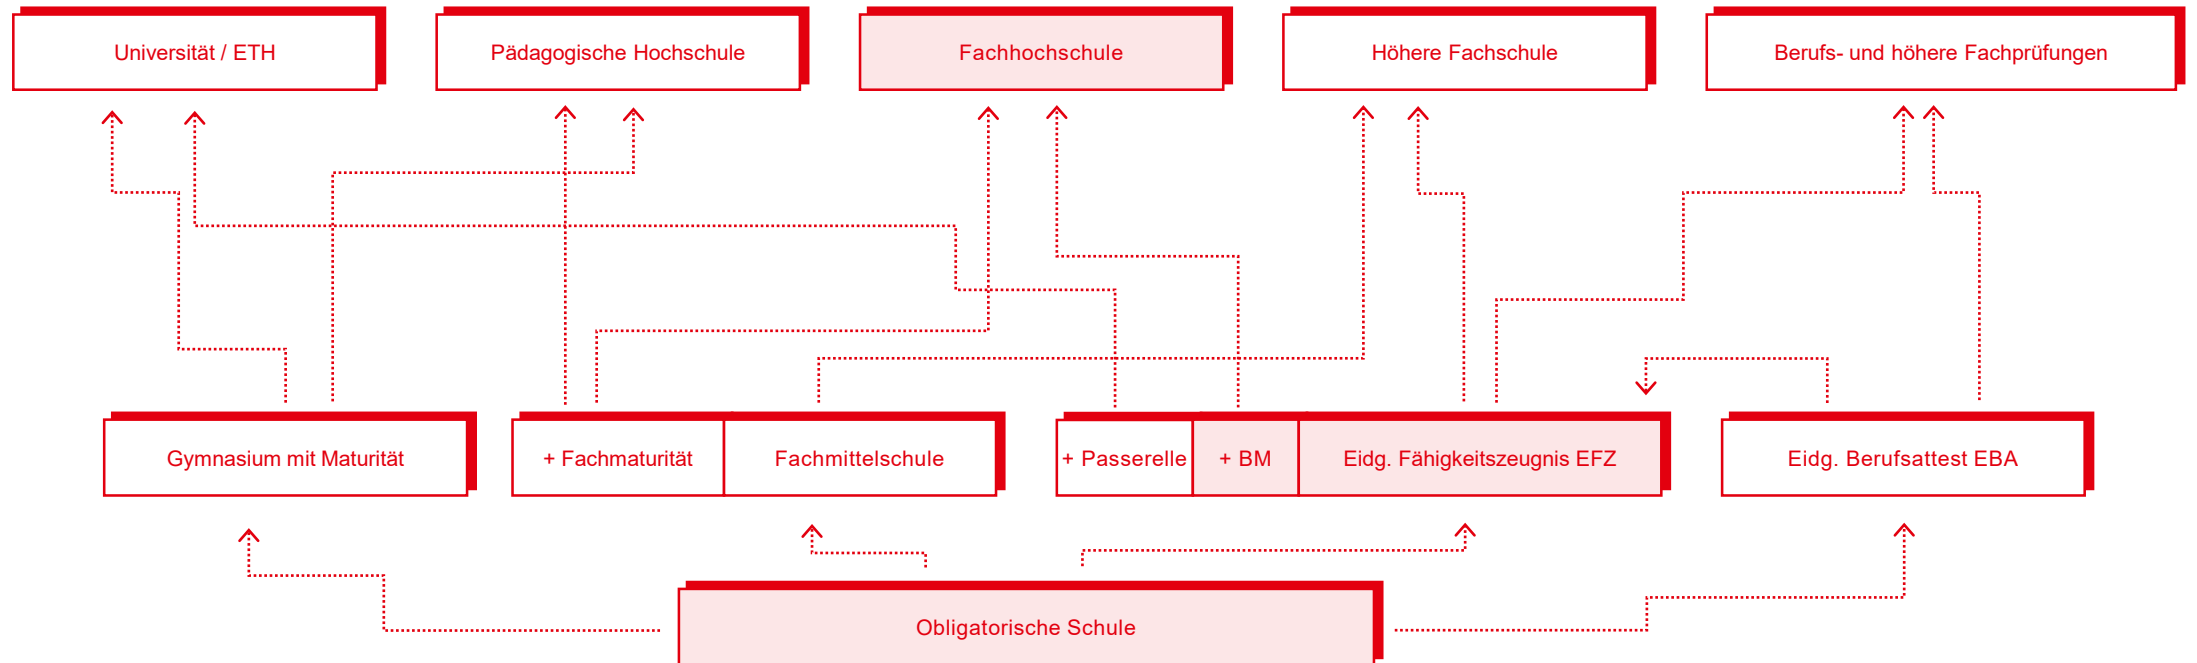 Universität / ETH
Pädagogische Hochschule
Fachhochschule
Höhere Fachschule
Berufs- und höhere Fachprüfungen
Gymnasium mit Maturität
+ Fachmaturität
Fachmittelschule
+ Passerelle
+ BM
Eidg. Fähigkeitszeugnis EFZ
Eidg. Berufsattest EBA
Obligatorische Schule